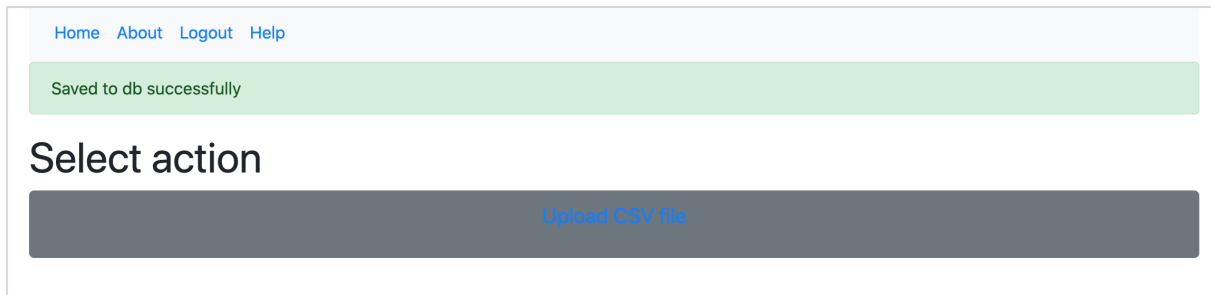 Home About Logout Help
Saved to db successfully
Select action
Upload CSV file